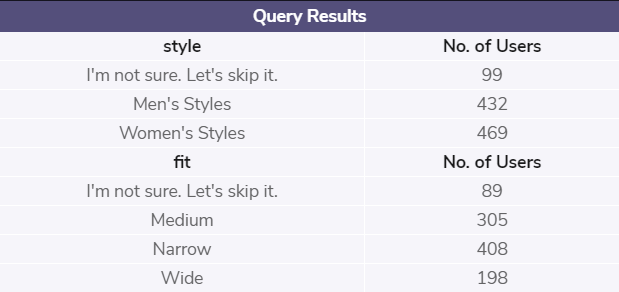 Query Results
style No. of Users
I'm not sure. Let's skip it. 99
Men's Styles 432
Women's Styles 469
fit No. of Users
I'm not sure. Let's skip it. 89
Medium 305
Narrow 408
Wide 198